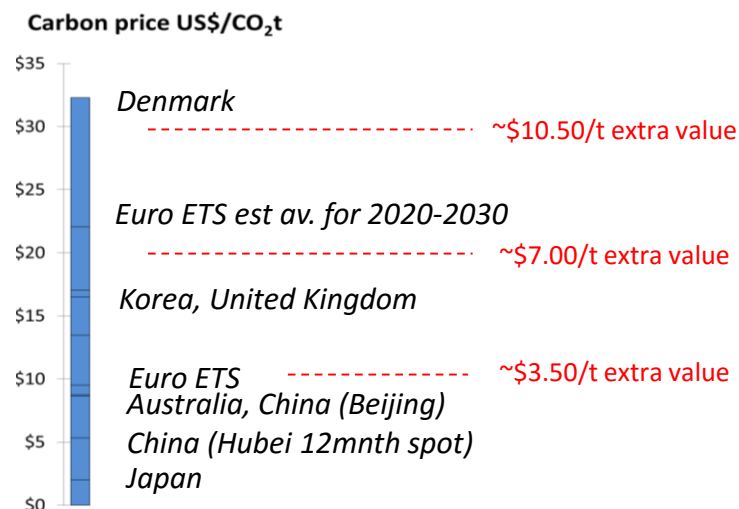 Carbon price US$/CO₂t
$35
Denmark
$30
~$10.50/t extra value
$25
Euro ETS est av. for 2020-2030
$20
~$7.00/t extra value
Korea, United Kingdom
$15
$10
Euro ETS
~$3.50/t extra value
Australia, China (Beijing)
$5
China (Hubei 12mnth spot)
Japan
$0